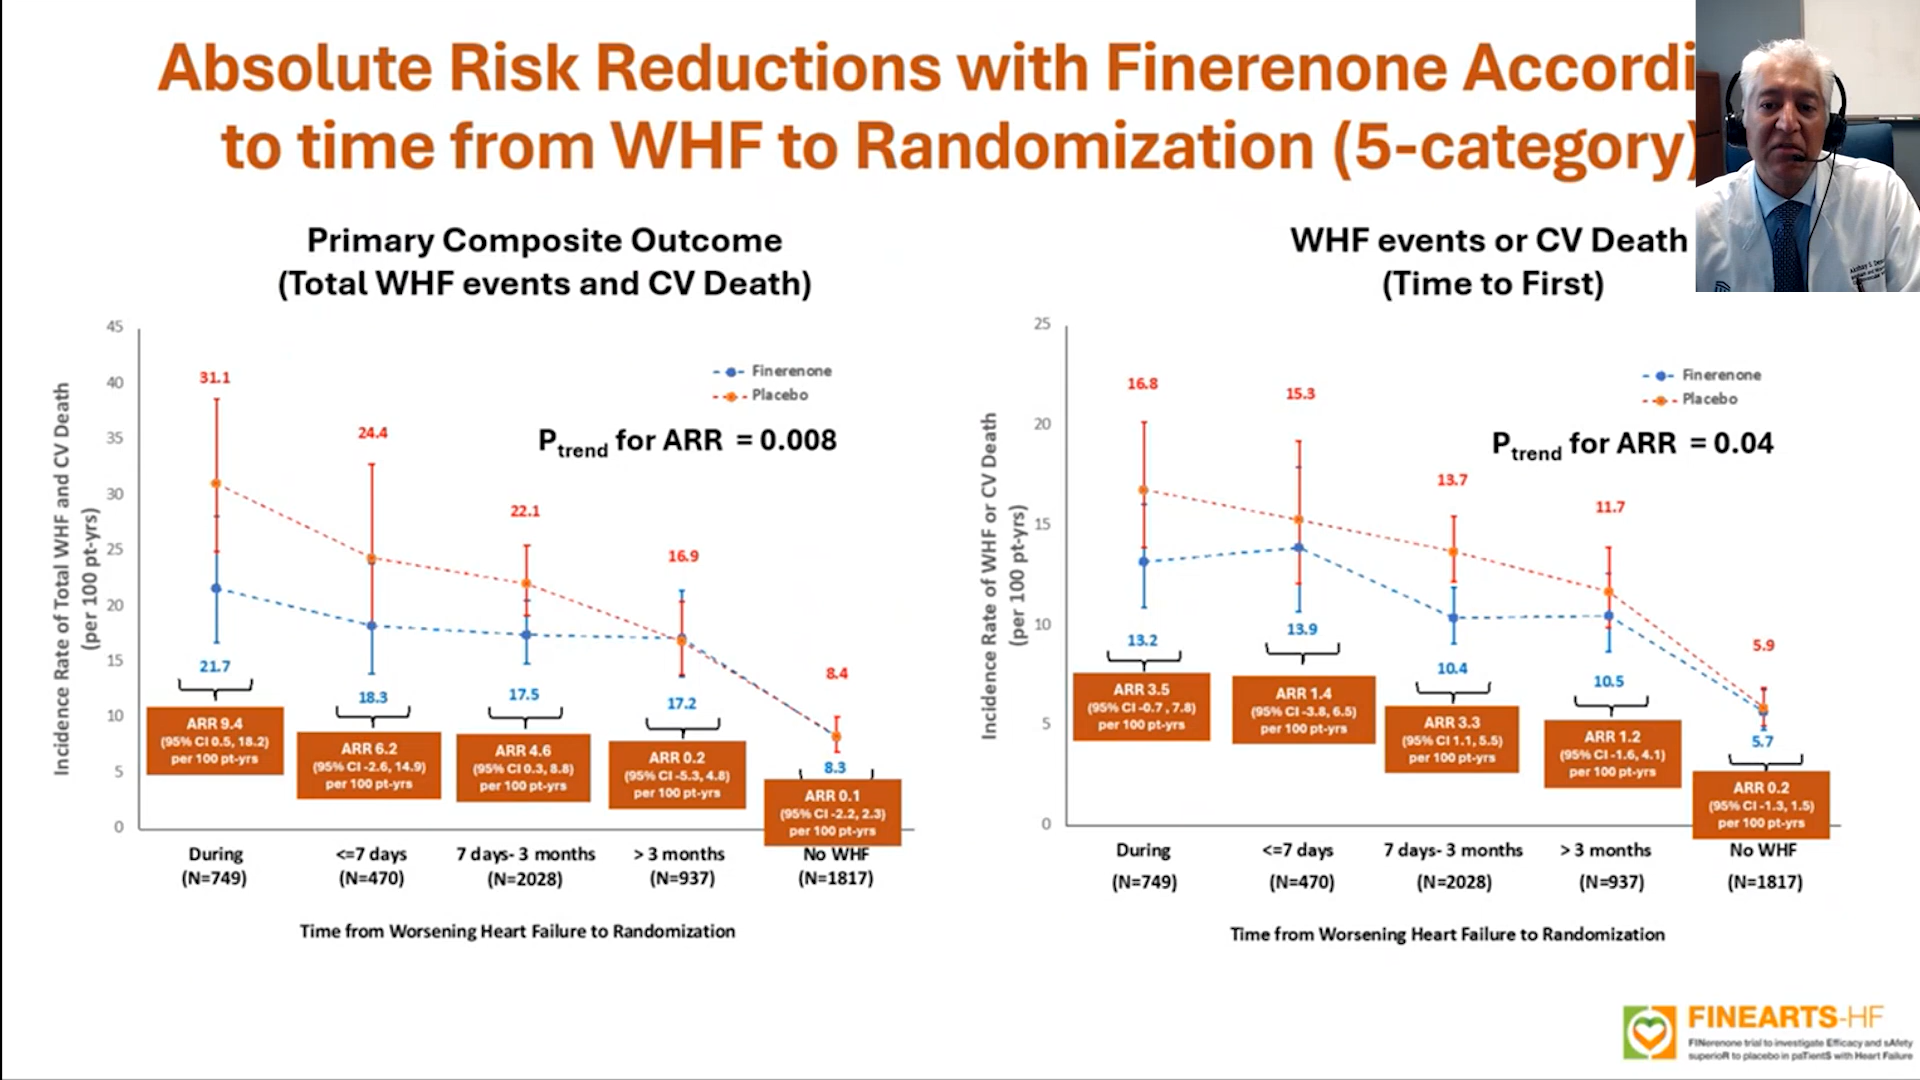 Absolute Risk Reductions with Finerenone Accordi
to time from WHF to Randomization (5-category)
Primary Composite Outcome
(Total WHF events and CV Death)
Incidence Rate of Total WHF and CV Death
(per 100 pt-yrs)
45
40
35
30
25
20
15
10
5
0
Finerenone
Placebo
Ptrend for ARR = 0.008
31.1
24.4
22.1
16.9
8.4
21.7
18.3
17.5
17.2
8.3
ARR 9.4
(95% CI 0.5, 18.2)
per 100 pt-yrs
ARR 6.2
(95% CI -2.6, 14.9)
per 100 pt-yrs
ARR 4.6
(95% CI 0.3, 8.8)
per 100 pt-yrs
ARR 0.2
(95% CI -5.3, 4.8)
per 100 pt-yrs
ARR 0.1
(95% CI -2.2, 2.3)
per 100 pt-yrs
During
(N=749)
<=7 days
(N=470)
7 days- 3 months
(N=2028)
> 3 months
(N=937)
No WHF
(N=1817)
Time from Worsening Heart Failure to Randomization
WHF events or CV Death
(Time to First)
Incidence Rate of WHF or CV Death
(per 100 pt-yrs)
25
20
15
10
5
0
Finerenone
Placebo
Ptrend for ARR = 0.04
16.8
15.3
13.7
11.7
5.9
13.2
13.9
10.4
10.5
5.7
ARR 3.5
(95% CI -0.7 , 7.8)
per 100 pt-yrs
ARR 1.4
(95% CI -3.8, 6.5)
per 100 pt-yrs
ARR 3.3
(95% CI 1.1, 5.5)
per 100 pt-yrs
ARR 1.2
(95% CI -1.6, 4.1)
per 100 pt-yrs
ARR 0.2
(95% CI -1.3, 1.5)
per 100 pt-yrs
During
(N=749)
<=7 days
(N=470)
7 days- 3 months
(N=2028)
> 3 months
(N=937)
No WHF
(N=1817)
Time from Worsening Heart Failure to Randomization
FINEARTS-HF
FINerenone trial to investigate Efficacy and sAfety
superioR to placebo in paTientS with Heart Failure